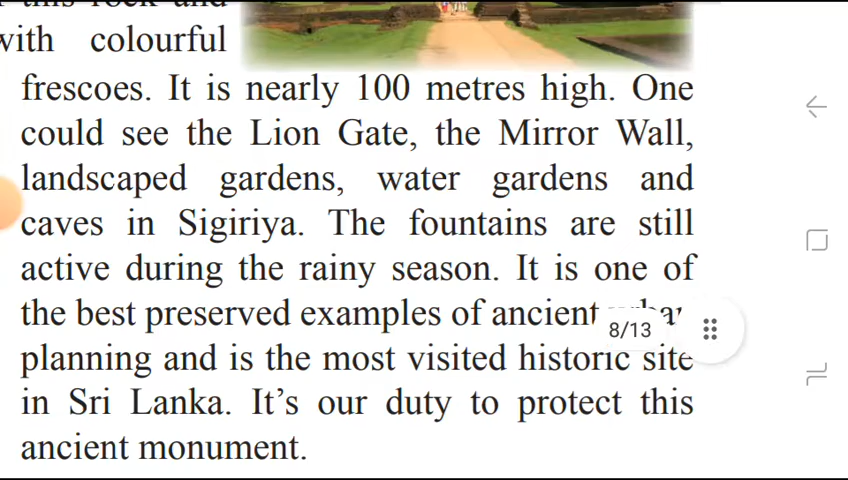 with colourful
frescoes. It is nearly 100 metres high. One
could see the Lion Gate, the Mirror Wall,
landscaped gardens, water gardens and
caves in Sigiriya. The fountains are still
active during the rainy season. It is one of
the best preserved examples of ancient
8/13
planning and is the most visited historic site
in Sri Lanka. It’s our duty to protect this
ancient monument.